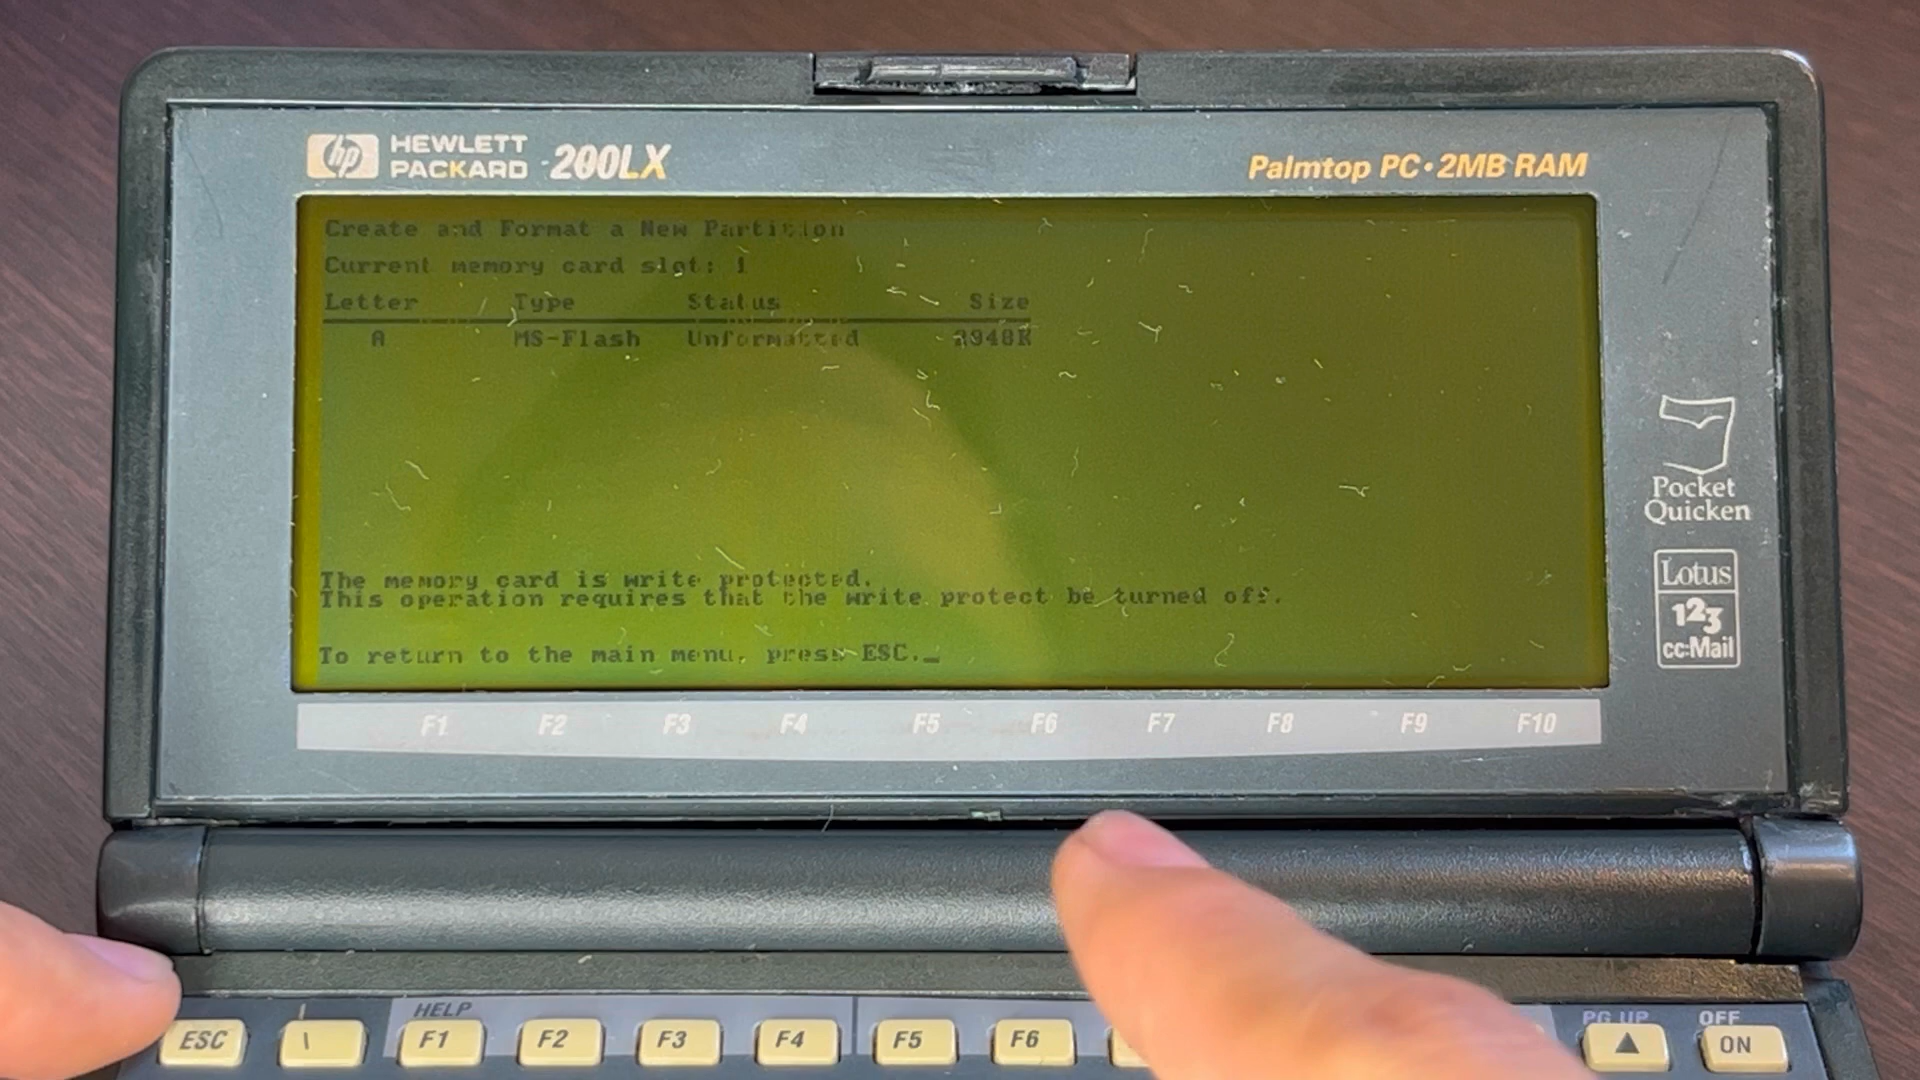 hp HEWLETT PACKARD 200LX
Palmtop PC•2MB RAM
Create and Format a New Partition
Current memory card slot: 1
Letter Type Status Size
A MS-Flash Unformatted
The memory card is write protected.
This operation requires that the write protect be turned off.
To return to the main menu, press ESC._
Pocket
Quicken
Lotus
123
cc:Mail
F1 F2 F3 F4 F5 F6 F7 F8 F9 F10
HELP PG UP OFF
ESC \ F1 F2 F3 F4 F5 F6 ▲ ON